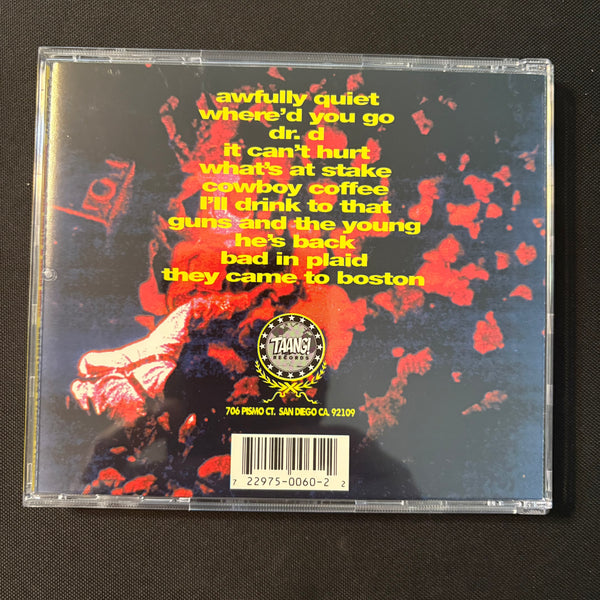 awfully quiet
where'd you go
dr. d
it can't hurt
what's at stake
cowboy coffee
I'll drink to that
guns and the young
he's back
bad in plaid
they came to boston
TAANG!
RECORDS
706 PISMO CT. SAN DIEGO CA. 92109
7 22975-0060-2 2